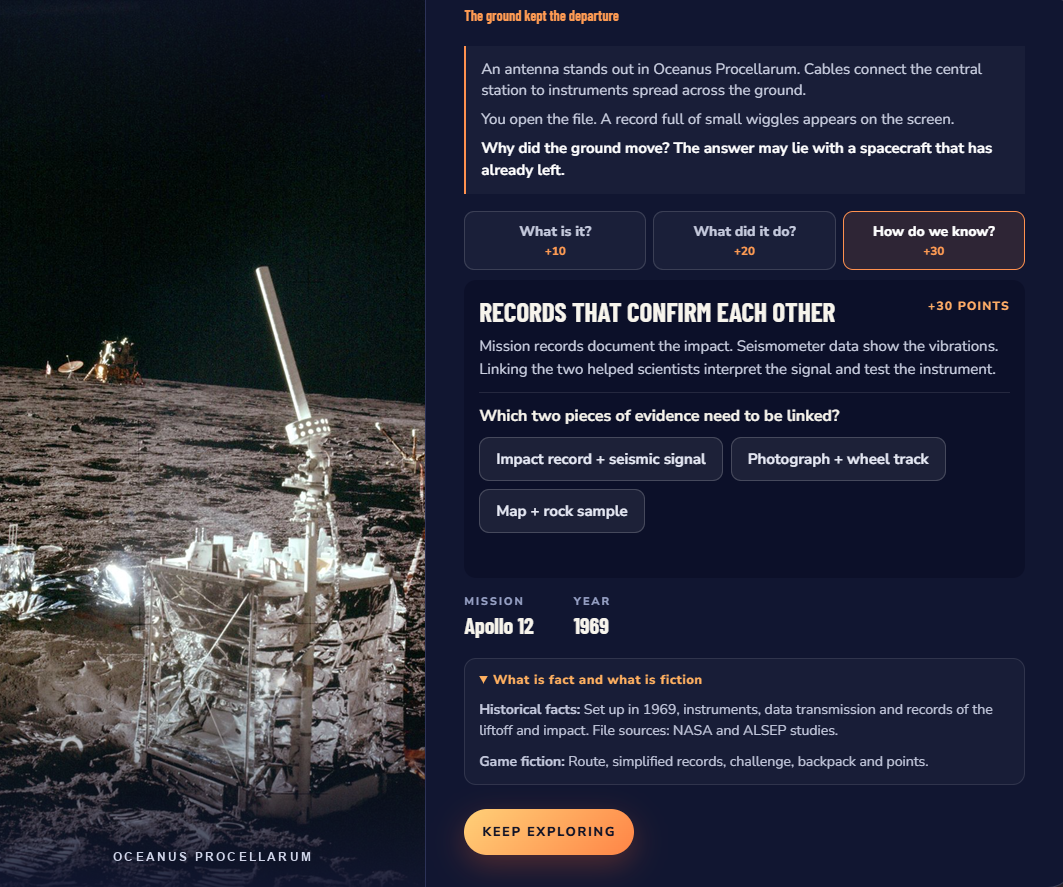 The ground kept the departure
An antenna stands out in Oceanus Procellarum. Cables connect the central
station to instruments spread across the ground.
You open the file. A record full of small wiggles appears on the screen.
Why did the ground move? The answer may lie with a spacecraft that has
already left.
What is it?
+10
What did it do?
+20
How do we know?
+30
RECORDS THAT CONFIRM EACH OTHER
+30 POINTS
Mission records document the impact. Seismometer data show the vibrations.
Linking the two helped scientists interpret the signal and test the instrument.
Which two pieces of evidence need to be linked?
Impact record + seismic signal
Photograph + wheel track
Map + rock sample
MISSION
Apollo 12
YEAR
1969
▼ What is fact and what is fiction
Historical facts: Set up in 1969, instruments, data transmission and records of the
liftoff and impact. File sources: NASA and ALSEP studies.
Game fiction: Route, simplified records, challenge, backpack and points.
KEEP EXPLORING
OCEANUS PROCELLARUM